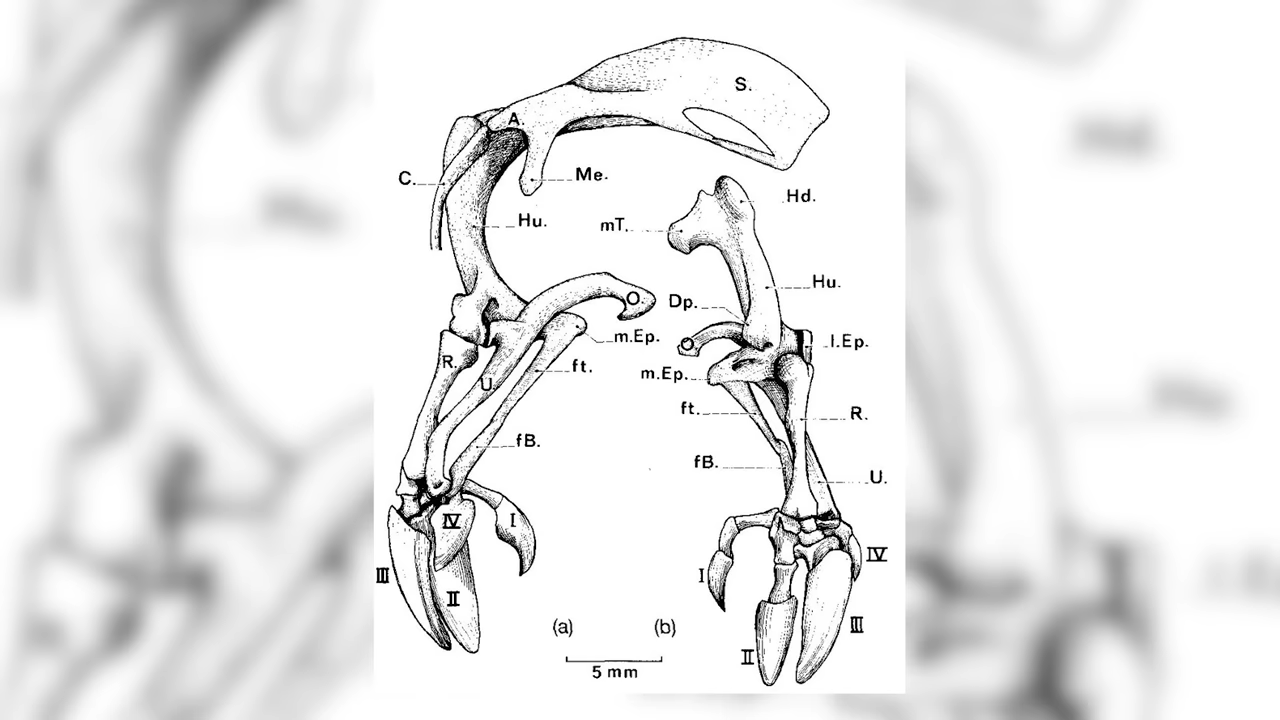 S.
A.
C.
Me.
Hd.
Hu.
mT.
Hu.
Dp.
O.
m.Ep.
O
l.Ep.
R.
U.
ft.
m.Ep.
ft.
R.
fB.
fB.
U.
IV
I
IV
III
II
I
(a)
(b)
III
II
5 mm